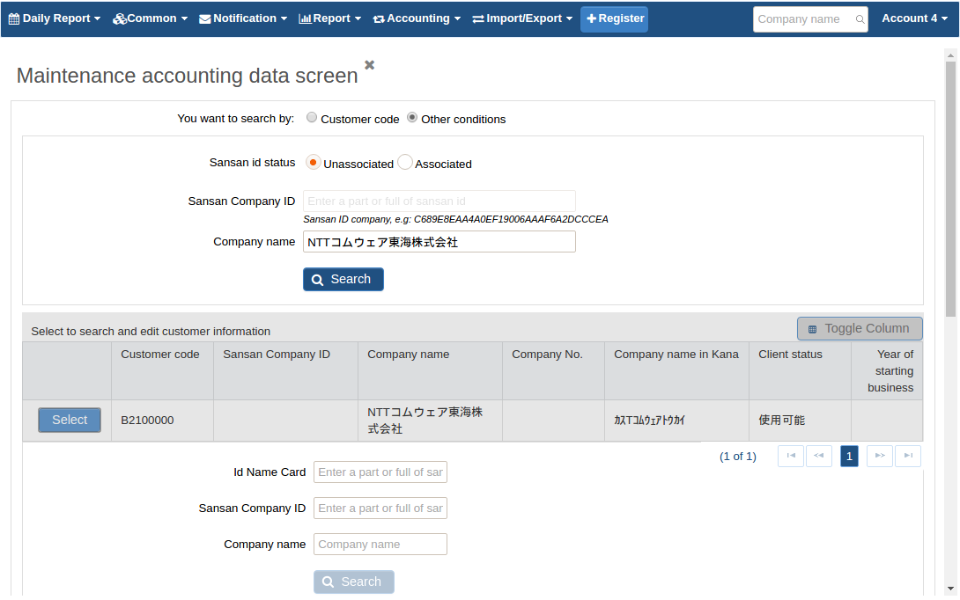 Daily Report Common Notification Report Accounting Import/Export Register Company name Account 4
Maintenance accounting data screen
You want to search by: Customer code Other conditions
Sansan id status Unassociated Associated
Sansan Company ID Enter a part or full of sansan id
Sansan ID company, e.g: C689E8EAA4A0EF19006AAAF6A2DCCCEA
Company name NTTコムウェア東海株式会社
Search
Select to search and edit customer information Toggle Column
Customer code Sansan Company ID Company name Company No. Company name in Kana Client status Year of
starting
business
Select B2100000 NTTコムウェア東海株 ｶｽTｺﾑｳｪｱﾄｳｶｲ 使用可能
式会社
(1 of 1) 1
Id Name Card Enter a part or full of sar
Sansan Company ID Enter a part or full of sar
Company name Company name
Search